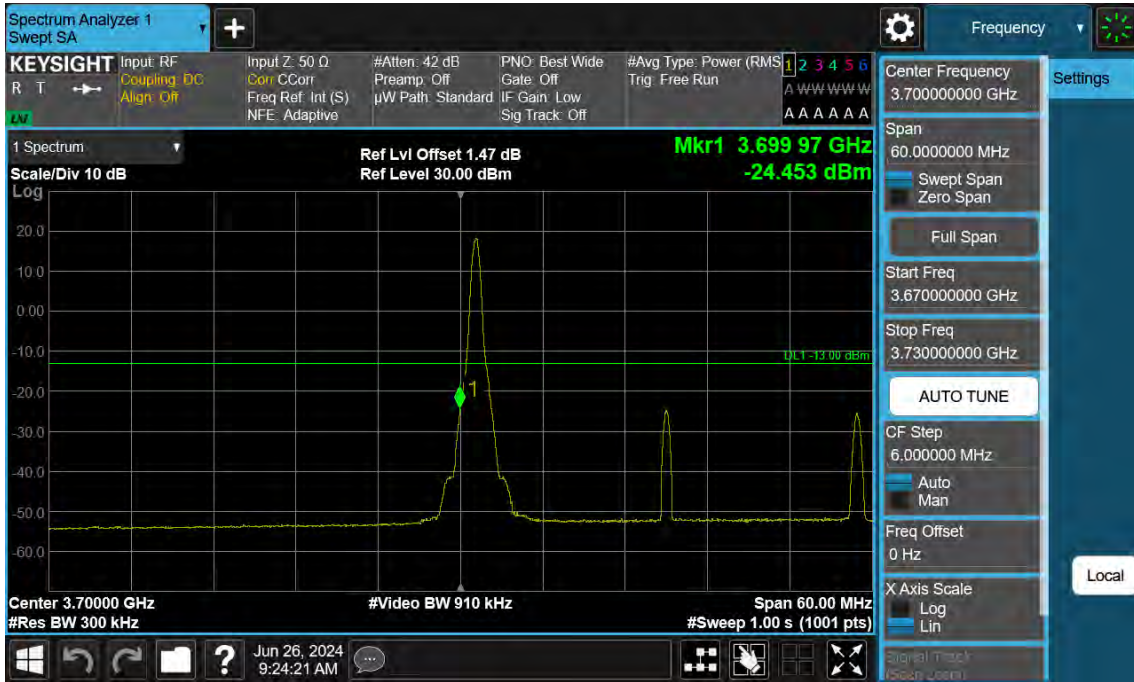 Spectrum Analyzer 1
Swept SA
+
Frequency
KEYSIGHT
R T
LXI
Input: RF
Coupling: DC
Align: Off
Input Z: 50 Ω
Corr CCorr
Freq Ref: Int (S)
NFE: Adaptive
#Atten: 42 dB
Preamp: Off
µW Path: Standard
PNO: Best Wide
Gate: Off
IF Gain: Low
Sig Track: Off
#Avg Type: Power (RMS
Trig: Free Run
1 2 3 4 5 6
A W W W W W
A A A A A A
1 Spectrum
Scale/Div 10 dB
Log
Ref Lvl Offset 1.47 dB
Ref Level 30.00 dBm
Mkr1 3.699 97 GHz
-24.453 dBm
20.0
10.0
0.00
-10.0
-20.0
-30.0
-40.0
-50.0
-60.0
DL1 -13.00 dBm
1
Center 3.70000 GHz
#Res BW 300 kHz
#Video BW 910 kHz
Span 60.00 MHz
#Sweep 1.00 s (1001 pts)
Center Frequency
3.700000000 GHz
Span
60.0000000 MHz
Swept Span
Zero Span
Full Span
Start Freq
3.670000000 GHz
Stop Freq
3.730000000 GHz
AUTO TUNE
CF Step
6.000000 MHz
Auto
Man
Freq Offset
0 Hz
X Axis Scale
Log
Lin
Signal Track
(Span Zoom)
Settings
Local
?
Jun 26, 2024
9:24:21 AM